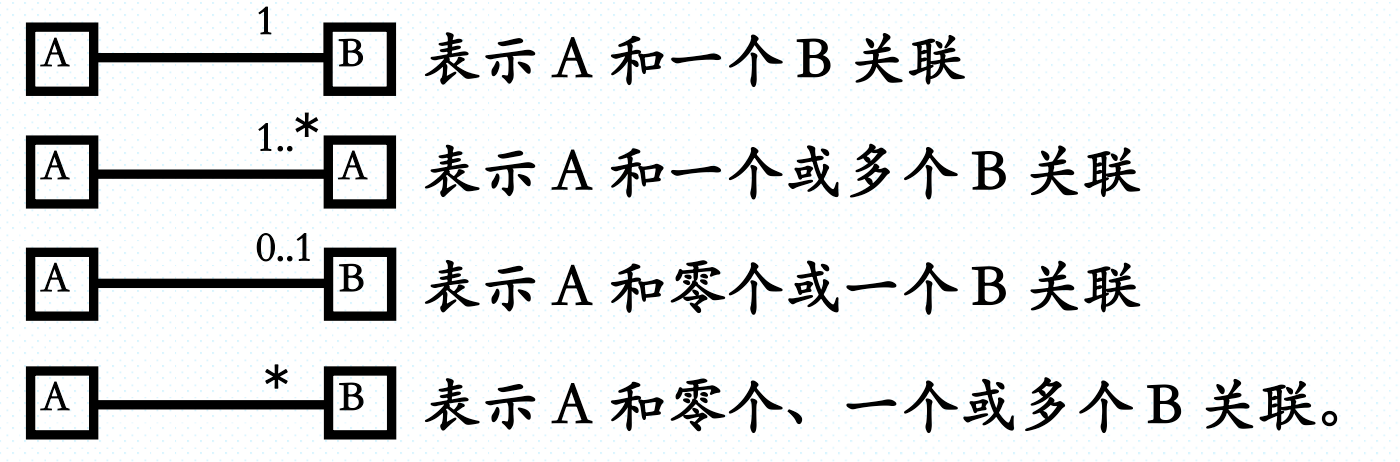 1
A B 表示 A 和一个 B 关联
1..*
A A 表示 A 和一个或多个 B 关联
0..1
A B 表示 A 和零个或一个 B 关联
*
A B 表示 A 和零个、一个或多个 B 关联。